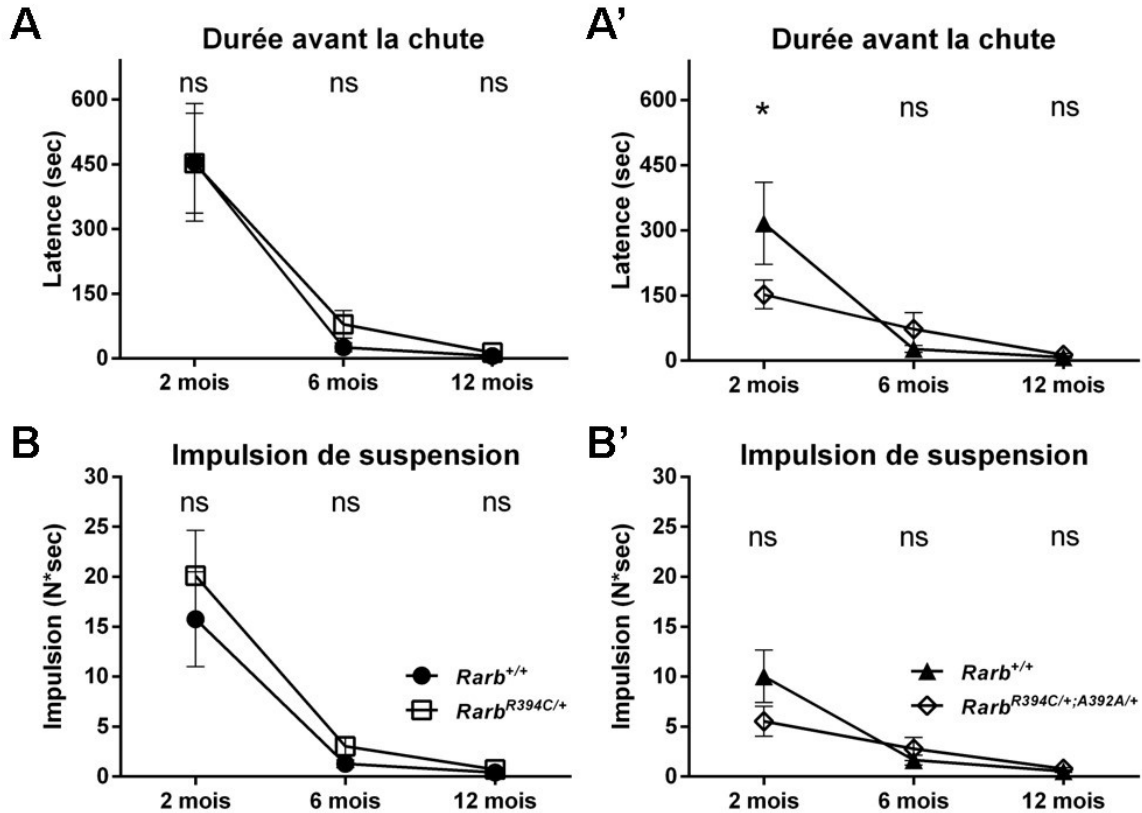 A
Durée avant la chute
ns
ns
ns
Latence (sec)
600
450
300
150
0
2 mois
6 mois
12 mois
A’
Durée avant la chute
*
ns
ns
Latence (sec)
600
450
300
150
0
2 mois
6 mois
12 mois
B
Impulsion de suspension
ns
ns
ns
Impulsion (N*sec)
30
25
20
15
10
5
0
Rarb+/+
RarbR394C/+
2 mois
6 mois
12 mois
B’
Impulsion de suspension
ns
ns
ns
Impulsion (N*sec)
30
25
20
15
10
5
0
Rarb+/+
RarbR394C/+;A392A/+
2 mois
6 mois
12 mois